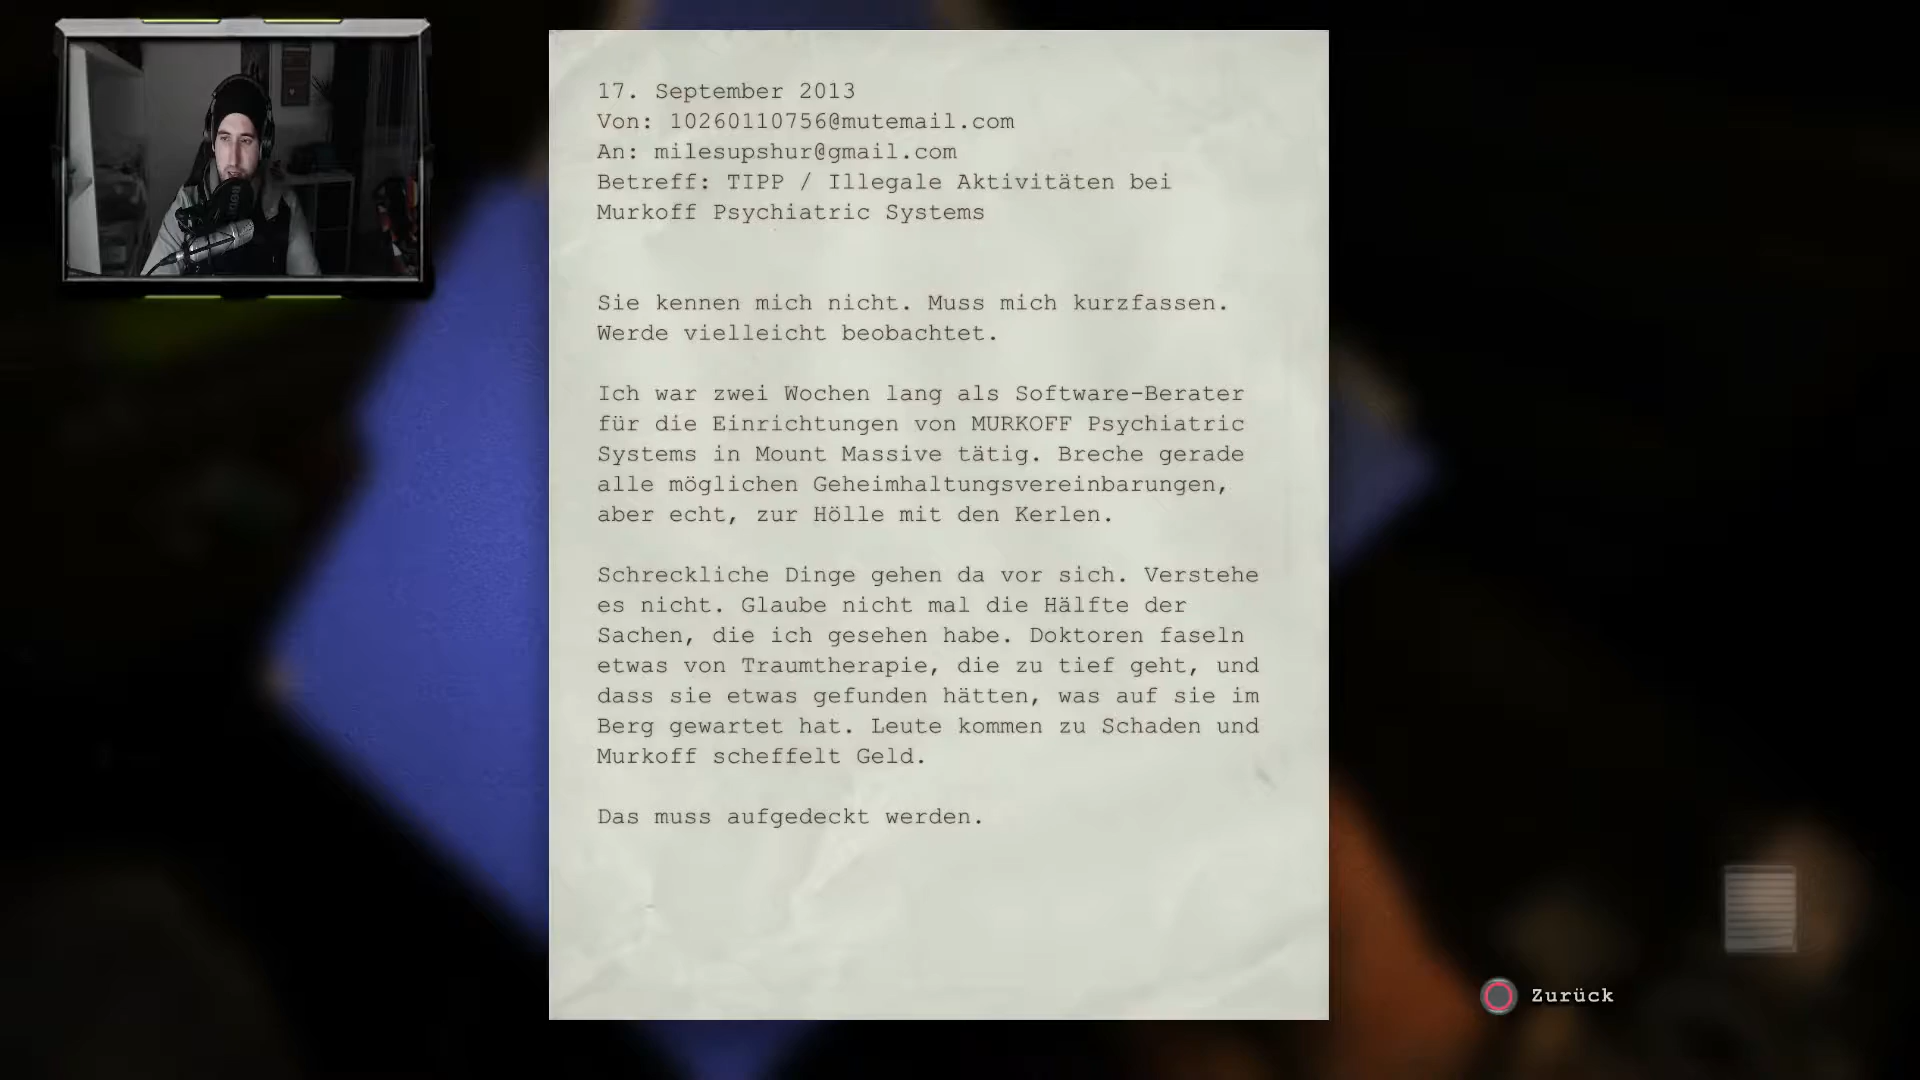 17. September 2013
Von: 10260110756@mutemail.com
An: milesupshur@gmail.com
Betreff: TIPP / Illegale Aktivitäten bei
Murkoff Psychiatric Systems
Sie kennen mich nicht. Muss mich kurzfassen.
Werde vielleicht beobachtet.
Ich war zwei Wochen lang als Software-Berater
für die Einrichtungen von MURKOFF Psychiatric
Systems in Mount Massive tätig. Breche gerade
alle möglichen Geheimhaltungsvereinbarungen,
aber echt, zur Hölle mit den Kerlen.
Schreckliche Dinge gehen da vor sich. Verstehe
es nicht. Glaube nicht mal die Hälfte der
Sachen, die ich gesehen habe. Doktoren faseln
etwas von Traumtherapie, die zu tief geht, und
dass sie etwas gefunden hätten, was auf sie im
Berg gewartet hat. Leute kommen zu Schaden und
Murkoff scheffelt Geld.
Das muss aufgedeckt werden.
Zurück